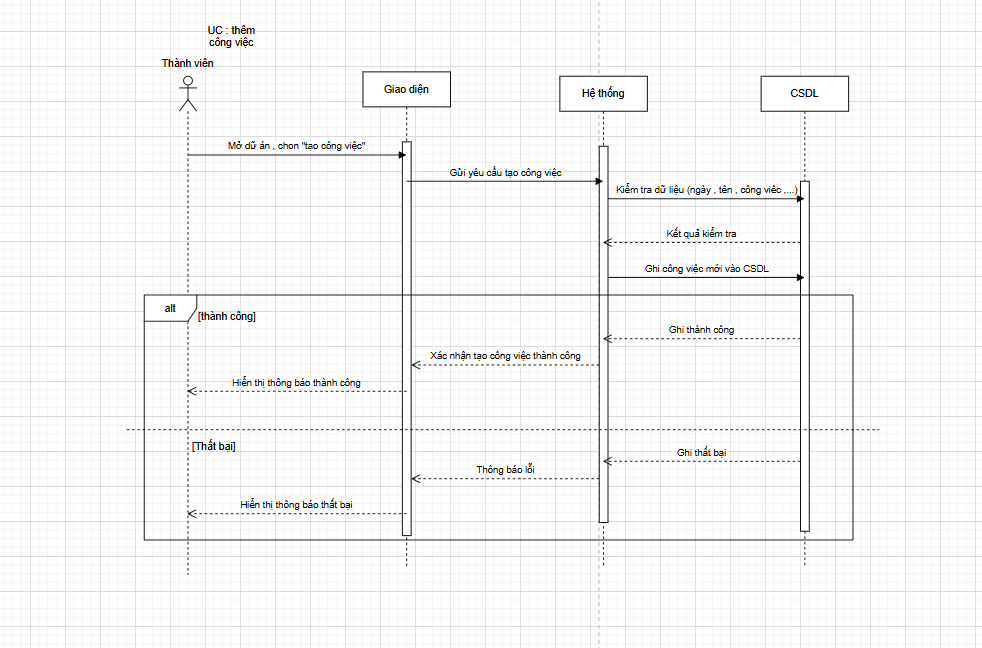 UC : thêm
công việc
Thành viên
Giao diện
Hệ thống
CSDL
Mở dữ án , chon "tạo công việc"
Gửi yêu cầu tạo công việc
Kiểm tra dữ liệu (ngày , tên , công viêc ,...)
Kết quả kiểm tra
Ghi công việc mới vào CSDL
alt
[thành công]
Ghi thành công
Xác nhận tạo công việc thành công
Hiển thị thông báo thành công
[Thất bại]
Ghi thất bại
Thông báo lỗi
Hiển thị thông báo thất bại